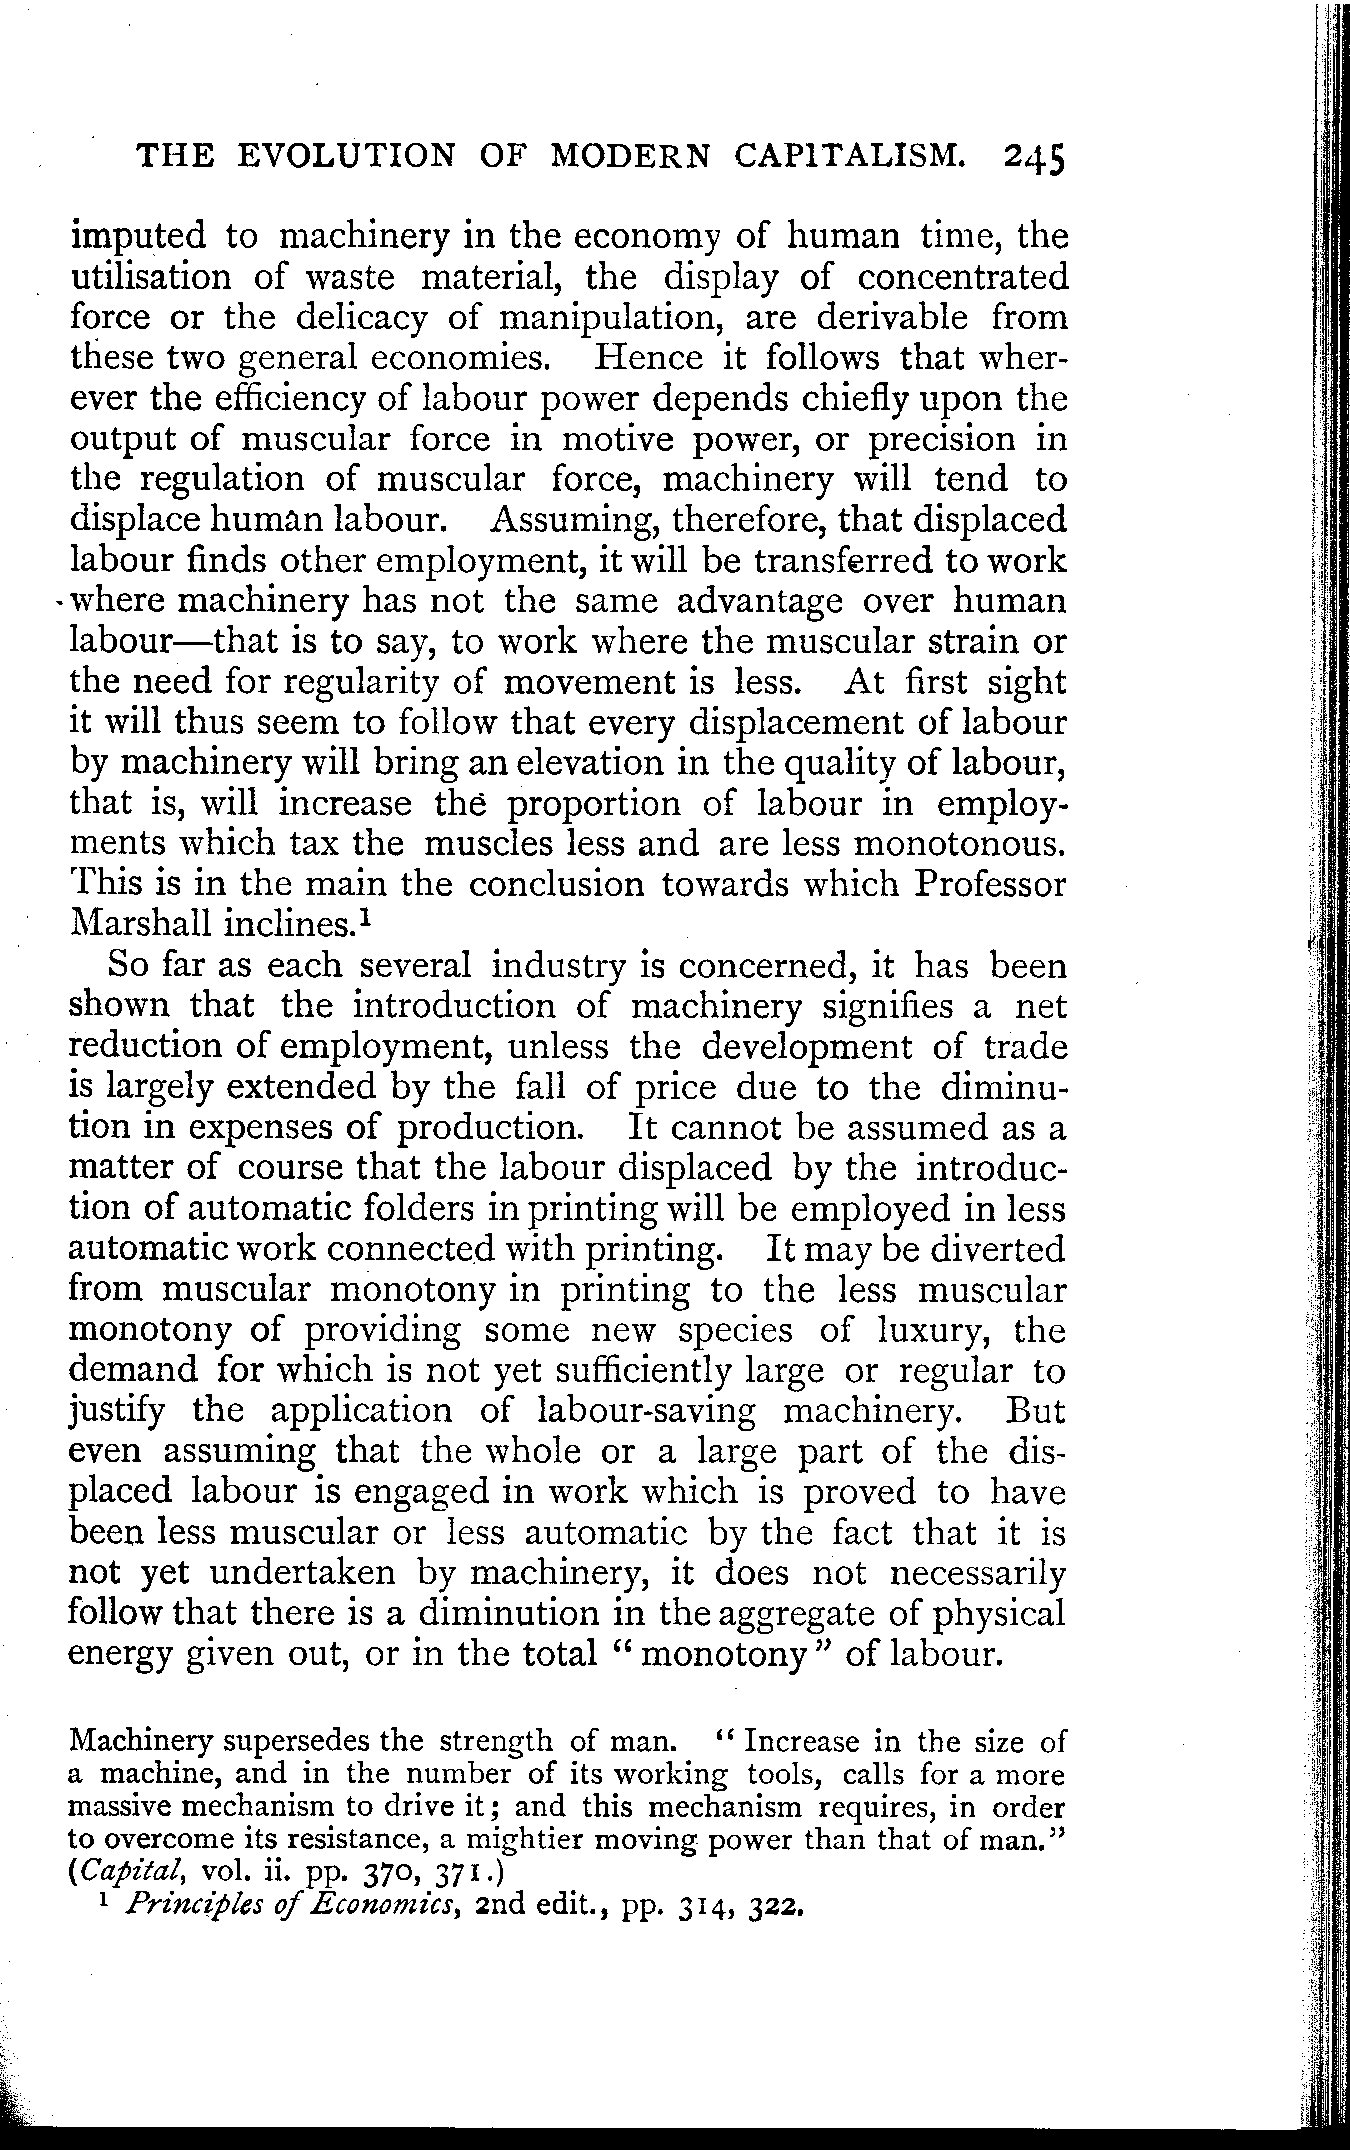 THE EVOLUTION OF MODERN CAPITALISM. 245
imputed to machinery in the economy of human time, the
utilisation of waste material, the display of concentrated
force or the delicacy of manipulation, are derivable from
these two general economies. Hence it follows that wher-
ever the efficiency of labour power depends chiefly upon the
output of muscular force in motive power, or precision in
the regulation of muscular force, machinery will tend to
displace human labour. Assuming, therefore, that displaced
labour finds other employment, it will be transferred to work
where machinery has not the same advantage over human
labour—that is to say, to work where the muscular strain or
the need for regularity of movement is less. At first sight
it will thus seem to follow that every displacement of labour
by machinery will bring an elevation in the quality of labour,
that is, will increase the proportion of labour in employ-
ments which tax the muscles less and are less monotonous.
This is in the main the conclusion towards which Professor
Marshall inclines.¹
So far as each several industry is concerned, it has been
shown that the introduction of machinery signifies a net
reduction of employment, unless the development of trade
is largely extended by the fall of price due to the diminu-
tion in expenses of production. It cannot be assumed as a
matter of course that the labour displaced by the introduc-
tion of automatic folders in printing will be employed in less
automatic work connected with printing. It may be diverted
from muscular monotony in printing to the less muscular
monotony of providing some new species of luxury, the
demand for which is not yet sufficiently large or regular to
justify the application of labour-saving machinery. But
even assuming that the whole or a large part of the dis-
placed labour is engaged in work which is proved to have
been less muscular or less automatic by the fact that it is
not yet undertaken by machinery, it does not necessarily
follow that there is a diminution in the aggregate of physical
energy given out, or in the total "monotony" of labour.
Machinery supersedes the strength of man. "Increase in the size of
a machine, and in the number of its working tools, calls for a more
massive mechanism to drive it; and this mechanism requires, in order
to overcome its resistance, a mightier moving power than that of man."
(Capital, vol. ii. pp. 370, 371.)
¹ Principles of Economics, 2nd edit., pp. 314, 322.